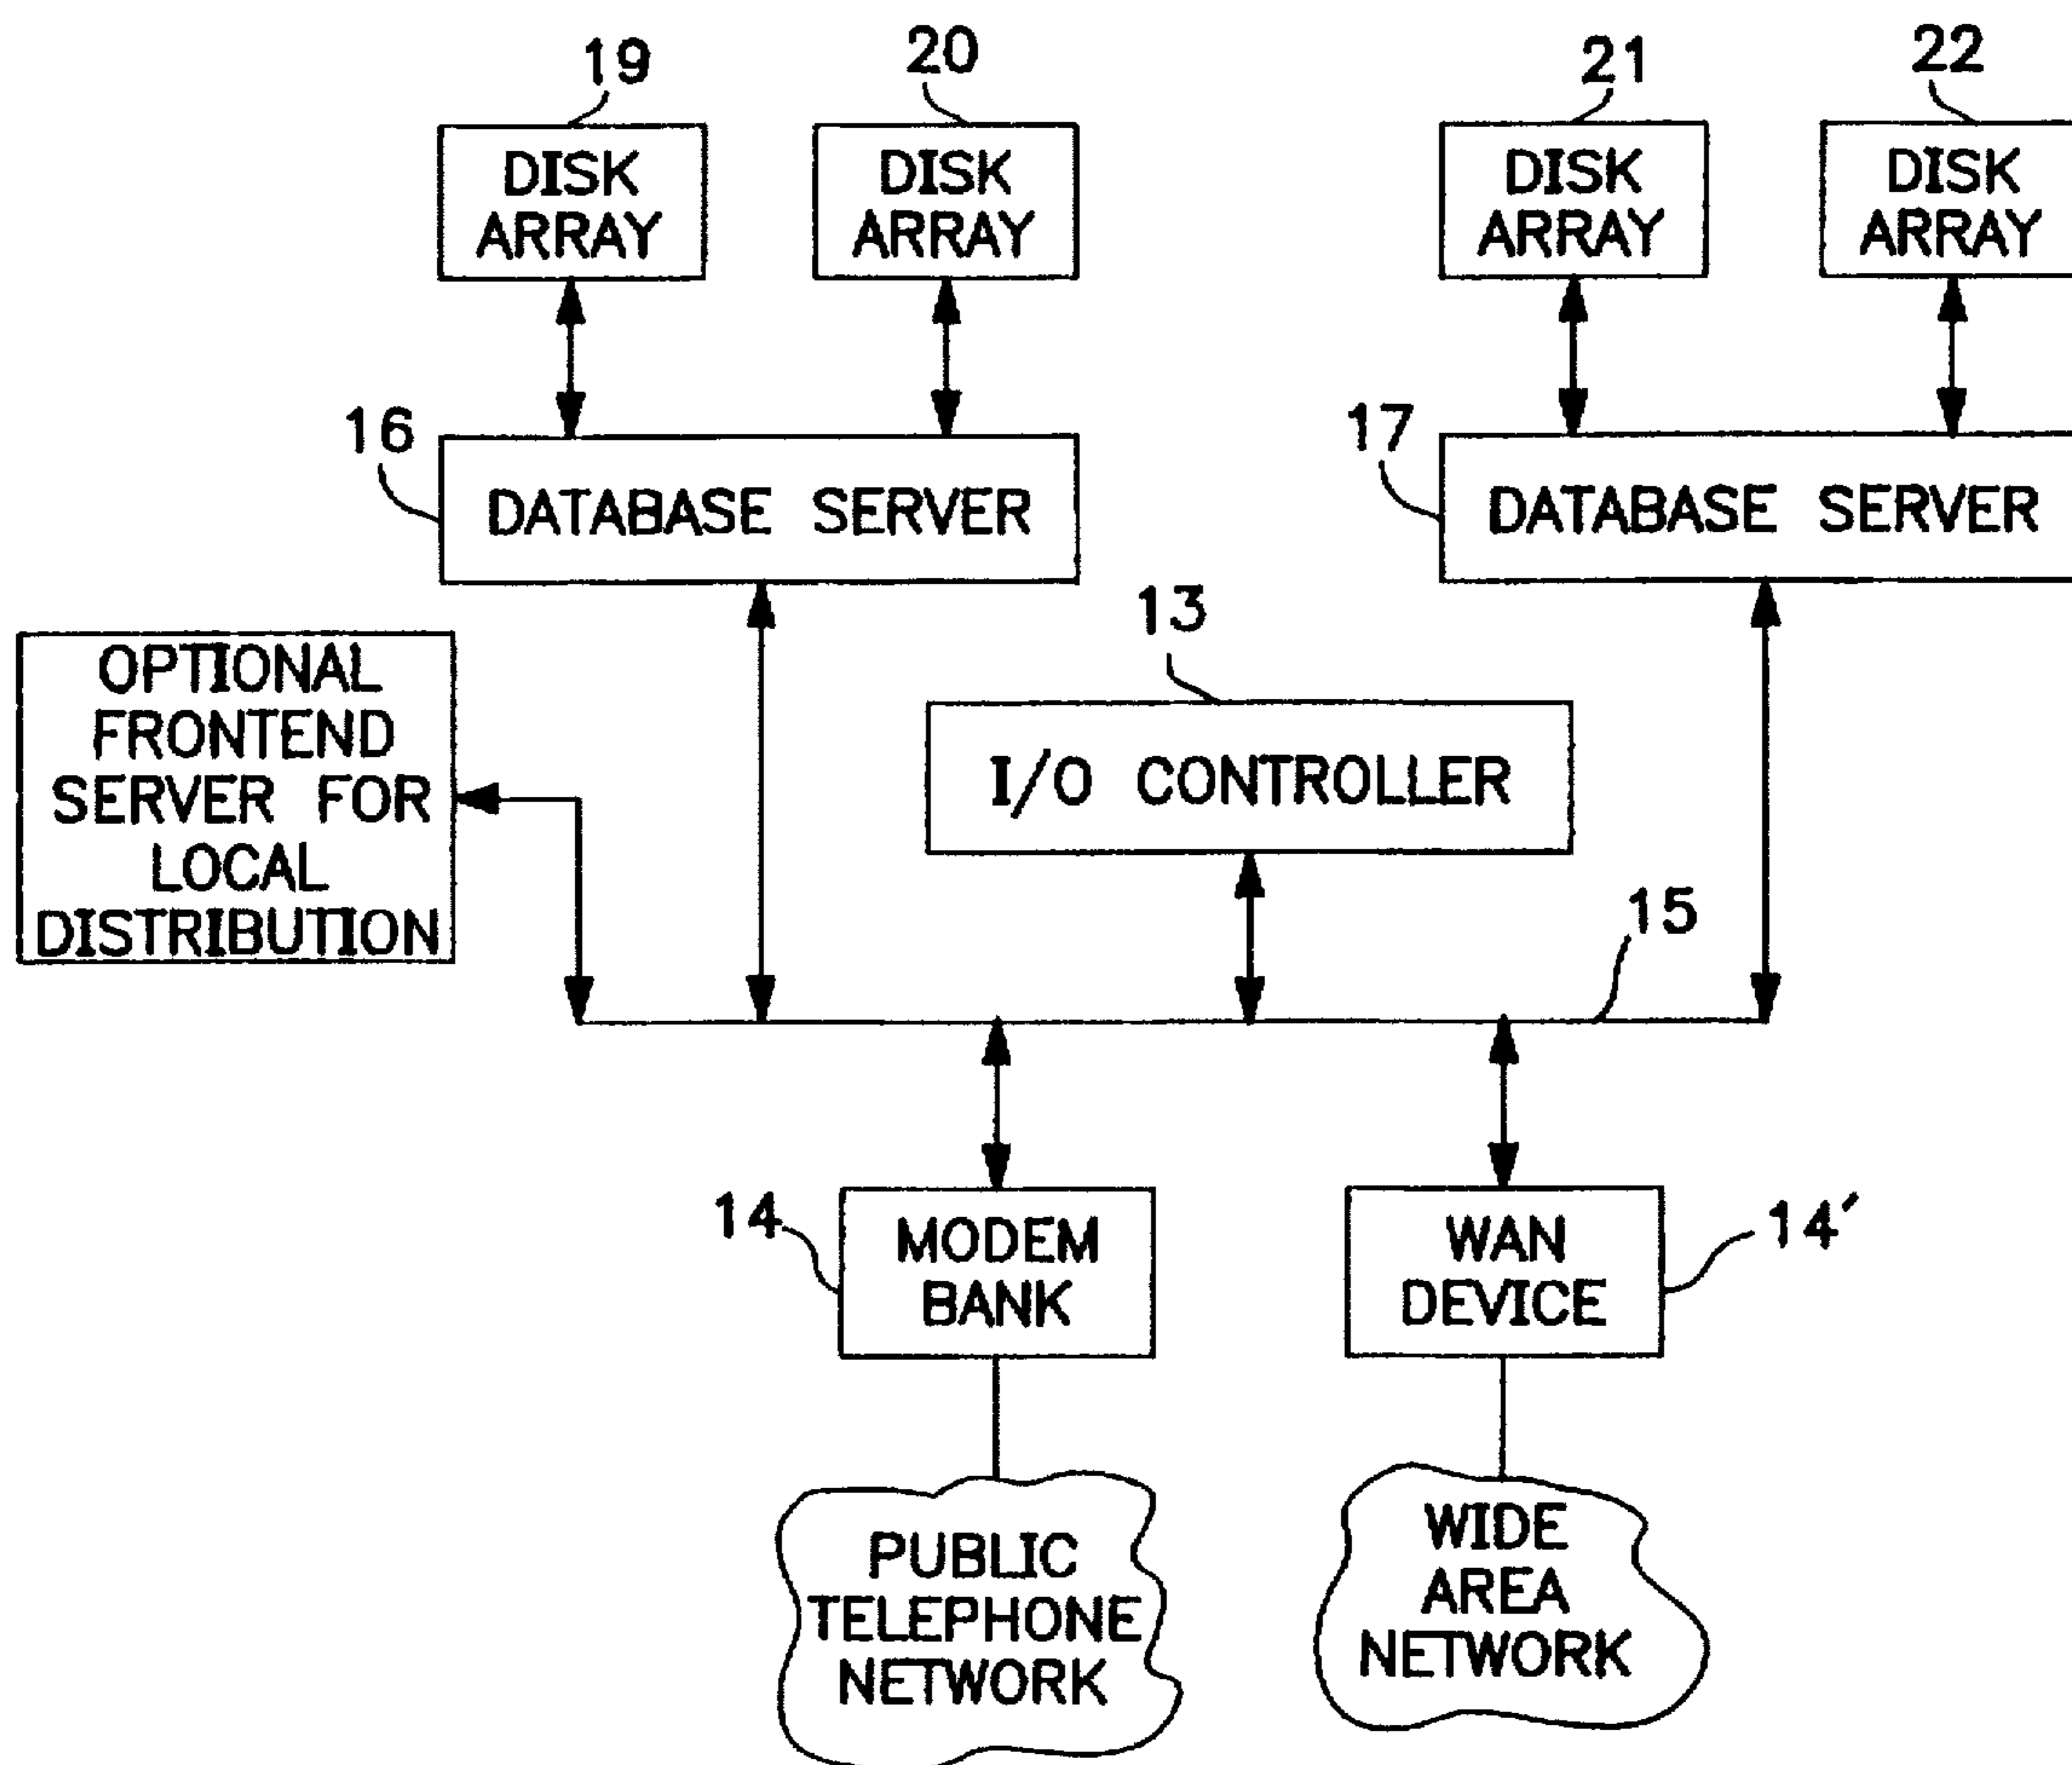 19
20
21
22
DISK
ARRAY
DISK
ARRAY
DISK
ARRAY
DISK
ARRAY
16
17
DATABASE SERVER
DATABASE SERVER
13
OPTIONAL
FRONTEND
SERVER FOR
LOCAL
DISTRIBUTION
I/O CONTROLLER
15
14
MODEM
BANK
WAN
DEVICE
14′
PUBLIC
TELEPHONE
NETWORK
WIDE
AREA
NETWORK